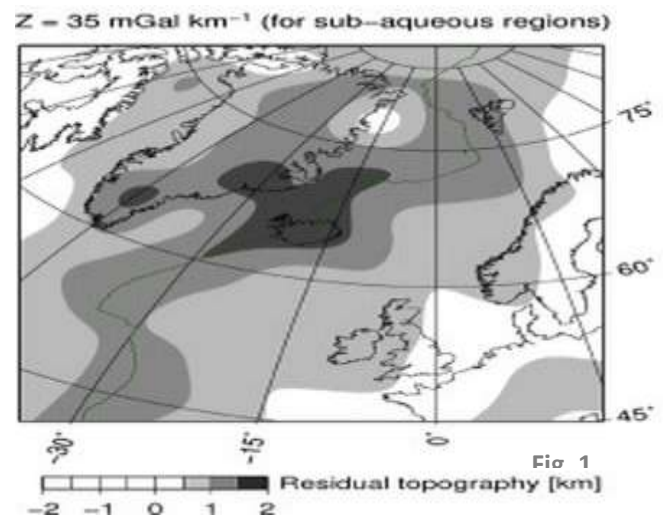 Z = 35 mGal km⁻¹ (for sub-aqueous regions)
75°
60°
45°
-30° -15° 0°
Fig 1
Residual topography [km]
-2 -1 0 1 2